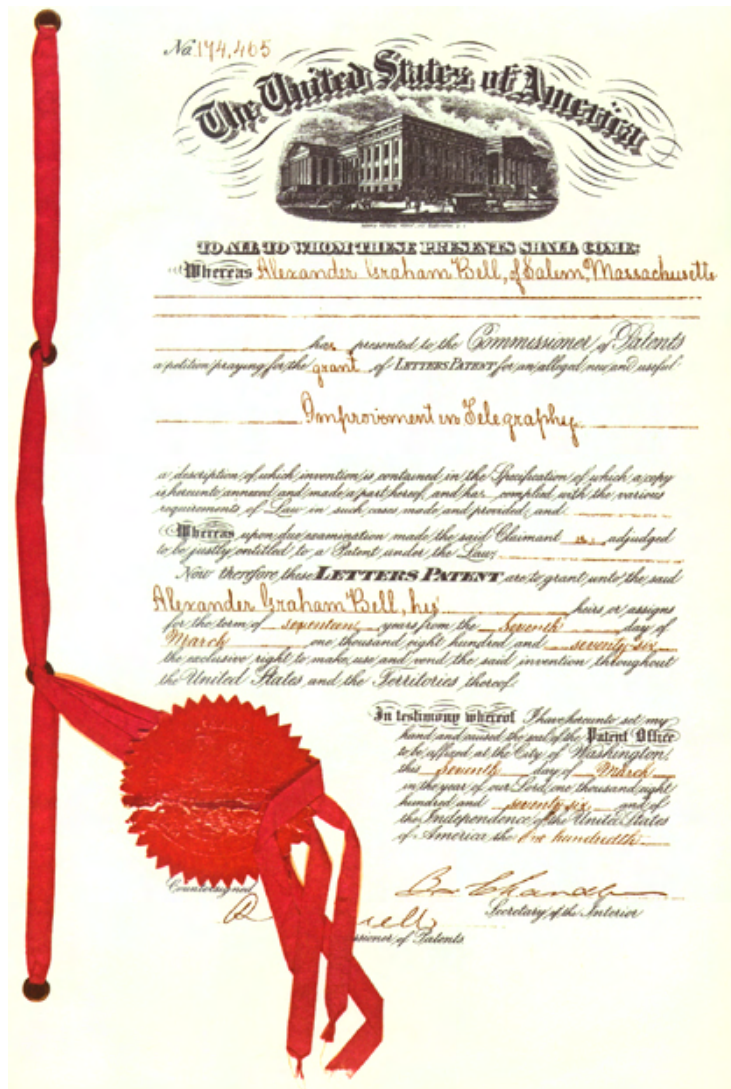 No. 174,465
The United States of America
TO ALL TO WHOM THESE PRESENTS SHALL COME:
Whereas Alexander Graham Bell, of Salem, Massachusetts
has presented to the Commissioner of Patents
a petition praying for the grant of LETTERS PATENT for an alleged new and useful
Improvement in Telegraphy
a description of which invention is contained in the Specification of which a copy
is hereunto annexed and made a part hereof, and has complied with the various
requirements of Law in such cases made and provided, and
Whereas upon due examination made the said Claimant is adjudged
to be justly entitled to a Patent under the Law.
Now therefore these LETTERS PATENT are to grant unto the said
Alexander Graham Bell, his heirs or assigns
for the term of seventeen years from the seventh day of
March one thousand eight hundred and seventy-six
the exclusive right to make, use and vend the said invention throughout
the United States and the Territories thereof.
In testimony whereof I have hereunto set my
hand and caused the seal of the Patent Office
to be affixed at the City of Washington
this seventh day of March
in the year of our Lord one thousand eight
hundred and seventy-six and of
the Independence of the United States
of America the one hundredth.
Countersigned
Secretary of the Interior
ssioner of Patents